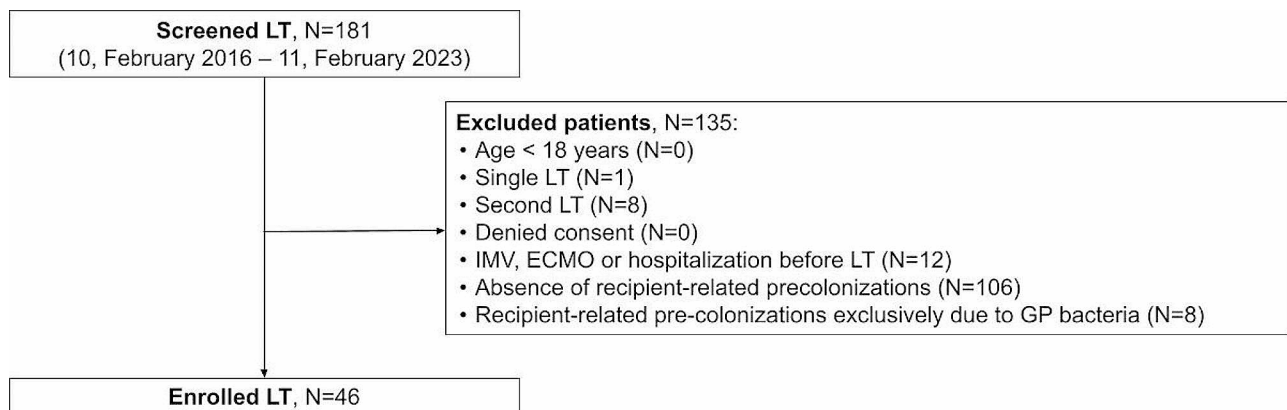 Screened LT, N=181
(10, February 2016 – 11, February 2023)
Excluded patients, N=135:
• Age < 18 years (N=0)
• Single LT (N=1)
• Second LT (N=8)
• Denied consent (N=0)
• IMV, ECMO or hospitalization before LT (N=12)
• Absence of recipient-related precolonizations (N=106)
• Recipient-related pre-colonizations exclusively due to GP bacteria (N=8)
Enrolled LT, N=46